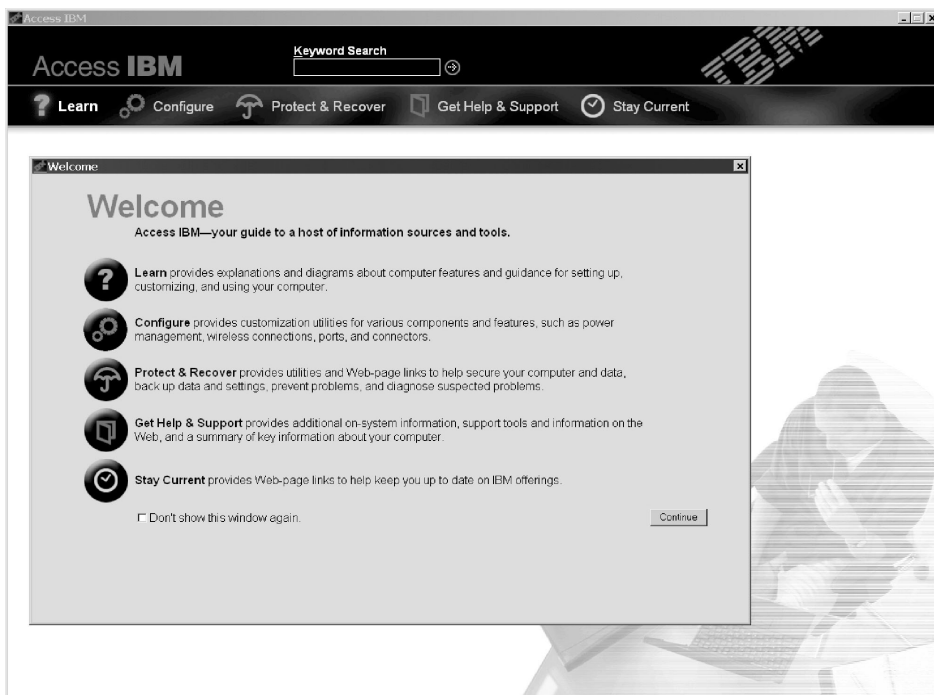 Access IBM
Keyword Search
Access IBM
IBM
Learn Configure Protect & Recover Get Help & Support Stay Current
Welcome
Welcome
Access IBM—your guide to a host of information sources and tools.
Learn provides explanations and diagrams about computer features and guidance for setting up,
customizing, and using your computer.
Configure provides customization utilities for various components and features, such as power
management, wireless connections, ports, and connectors.
Protect & Recover provides utilities and Web-page links to help secure your computer and data,
back up data and settings, prevent problems, and diagnose suspected problems.
Get Help & Support provides additional on-system information, support tools and information on the
Web, and a summary of key information about your computer.
Stay Current provides Web-page links to help keep you up to date on IBM offerings.
Don't show this window again.
Continue